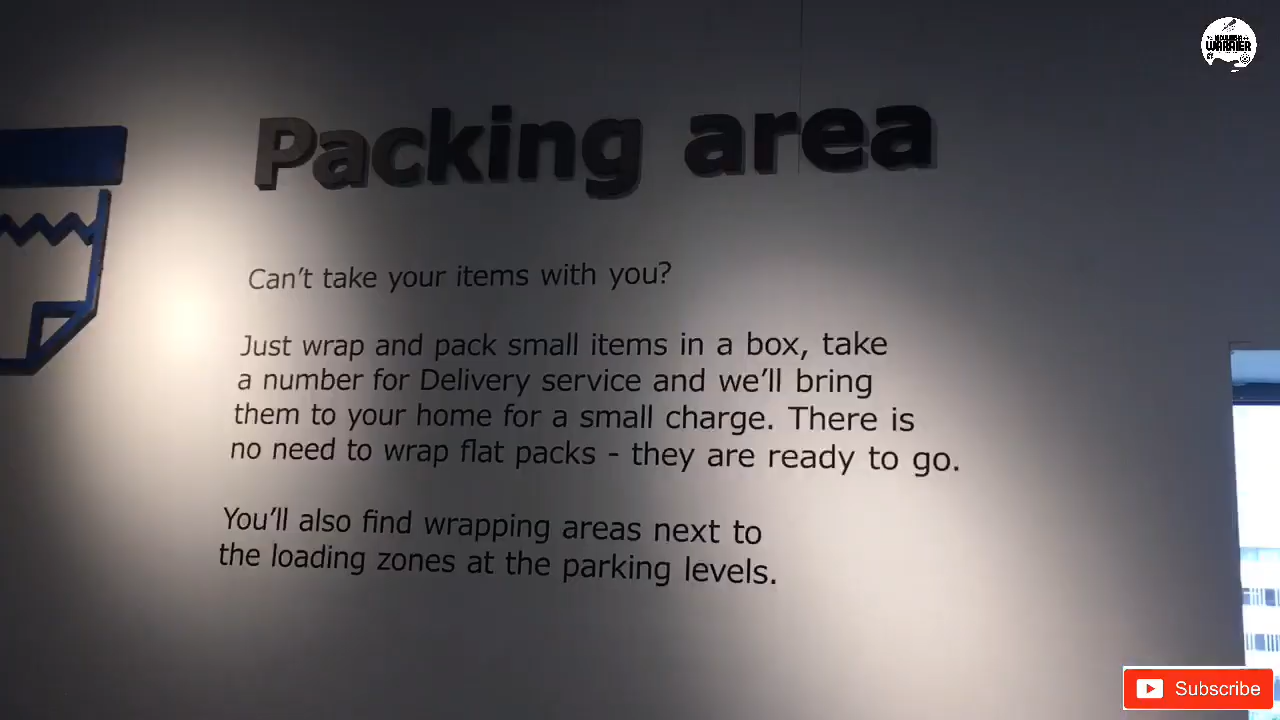 Packing area
Can't take your items with you?
Just wrap and pack small items in a box, take
a number for Delivery service and we'll bring
them to your home for a small charge. There is
no need to wrap flat packs - they are ready to go.
You'll also find wrapping areas next to
the loading zones at the parking levels.
Subscribe